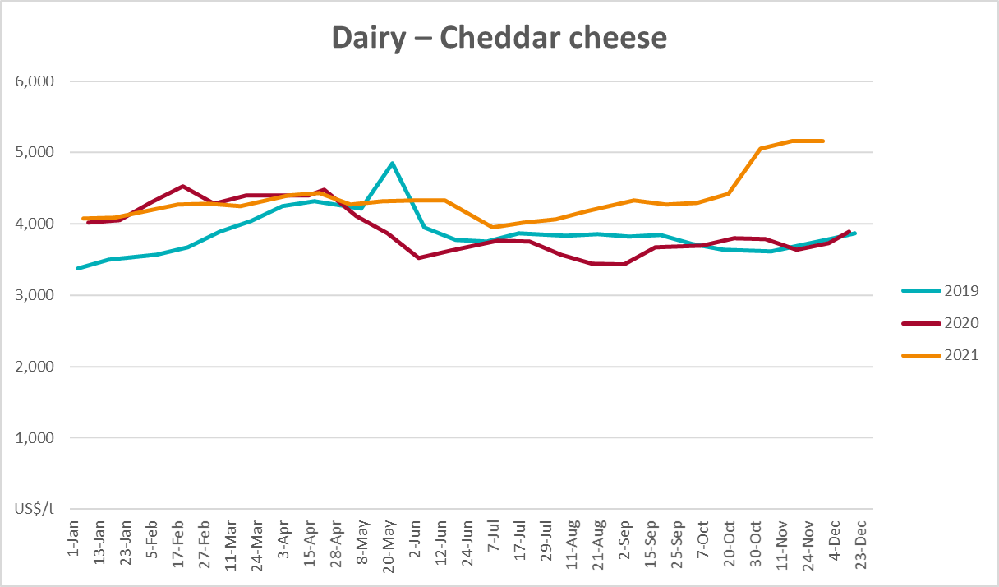 Dairy – Cheddar cheese
6,000
5,000
4,000
3,000
2,000
1,000
US$/t
1-Jan
13-Jan
23-Jan
5-Feb
17-Feb
27-Feb
11-Mar
24-Mar
3-Apr
15-Apr
28-Apr
8-May
20-May
2-Jun
12-Jun
24-Jun
7-Jul
17-Jul
29-Jul
11-Aug
21-Aug
2-Sep
15-Sep
25-Sep
7-Oct
20-Oct
30-Oct
11-Nov
24-Nov
4-Dec
23-Dec
2019
2020
2021